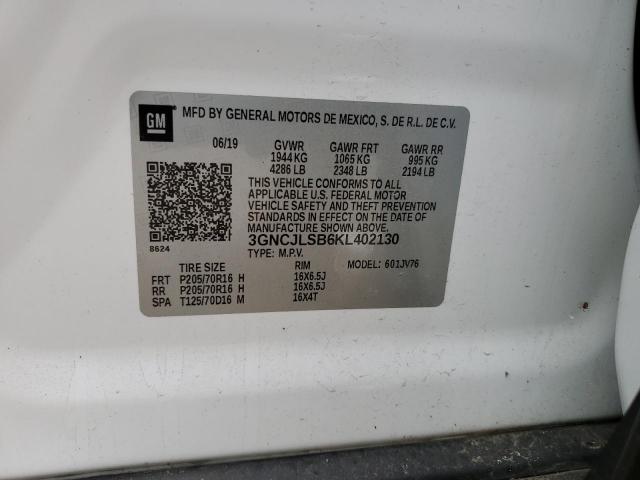 GM
MFD BY GENERAL MOTORS DE MEXICO, S. DE R.L. DE C.V.
06/19 GVWR GAWR FRT GAWR RR
1944 KG 1065 KG 995 KG
4286 LB 2348 LB 2194 LB
THIS VEHICLE CONFORMS TO ALL
APPLICABLE U.S. FEDERAL MOTOR
VEHICLE SAFETY AND THEFT PREVENTION
STANDARDS IN EFFECT ON THE DATE OF
MANUFACTURE SHOWN ABOVE.
8624 3GNCJLSB6KL402130
TYPE: M.P.V.
TIRE SIZE RIM MODEL: 601JV76
FRT P205/70R16 H 16X6.5J
RR P205/70R16 H 16X6.5J
SPA T125/70D16 M 16X4T